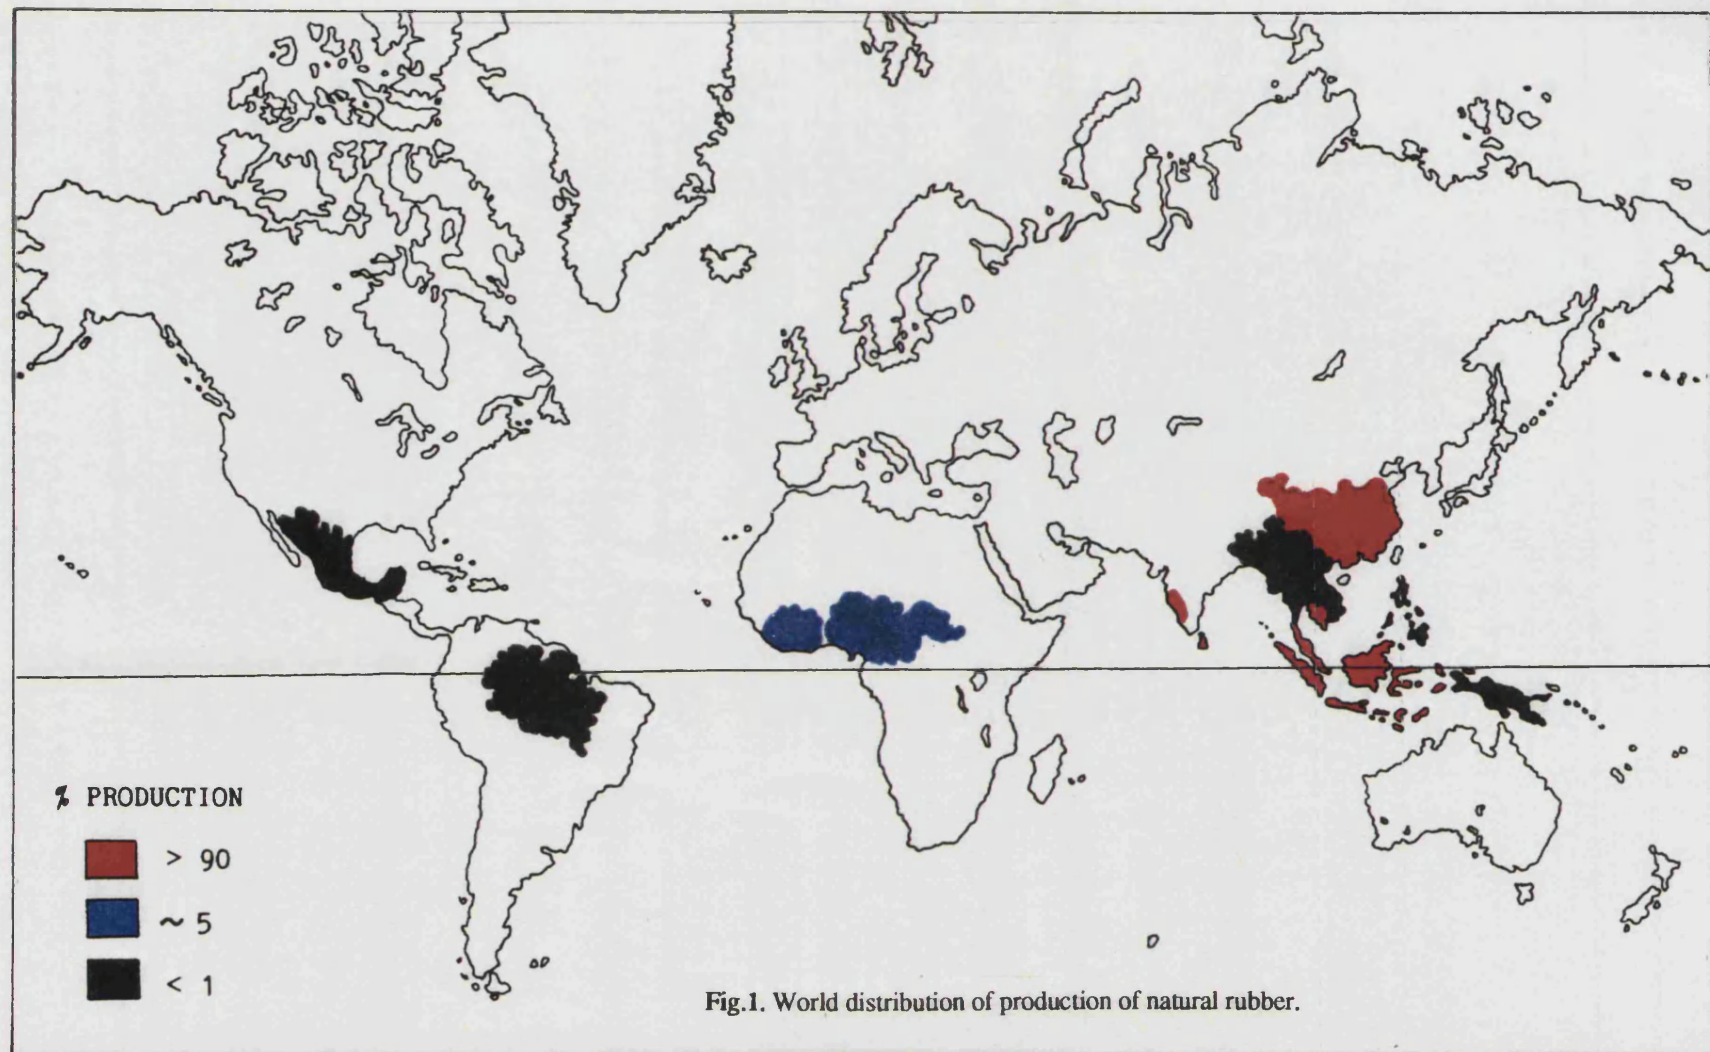 % PRODUCTION
> 90
~ 5
< 1
Fig.1. World distribution of production of natural rubber.